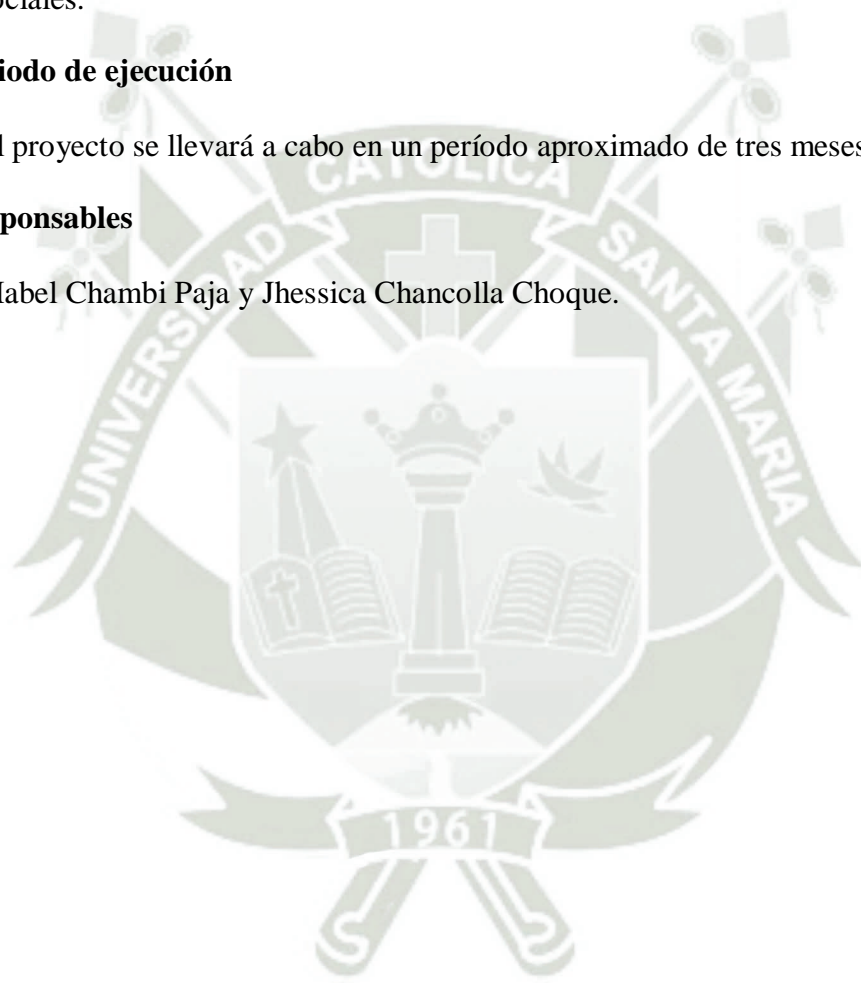 ociales.
iodo de ejecución
l proyecto se llevará a cabo en un período aproximado de tres meses
ponsables
abel Chambi Paja y Jhessica Chancolla Choque.
UNIVERSIDAD CATOLICA SANTA MARIA
1961